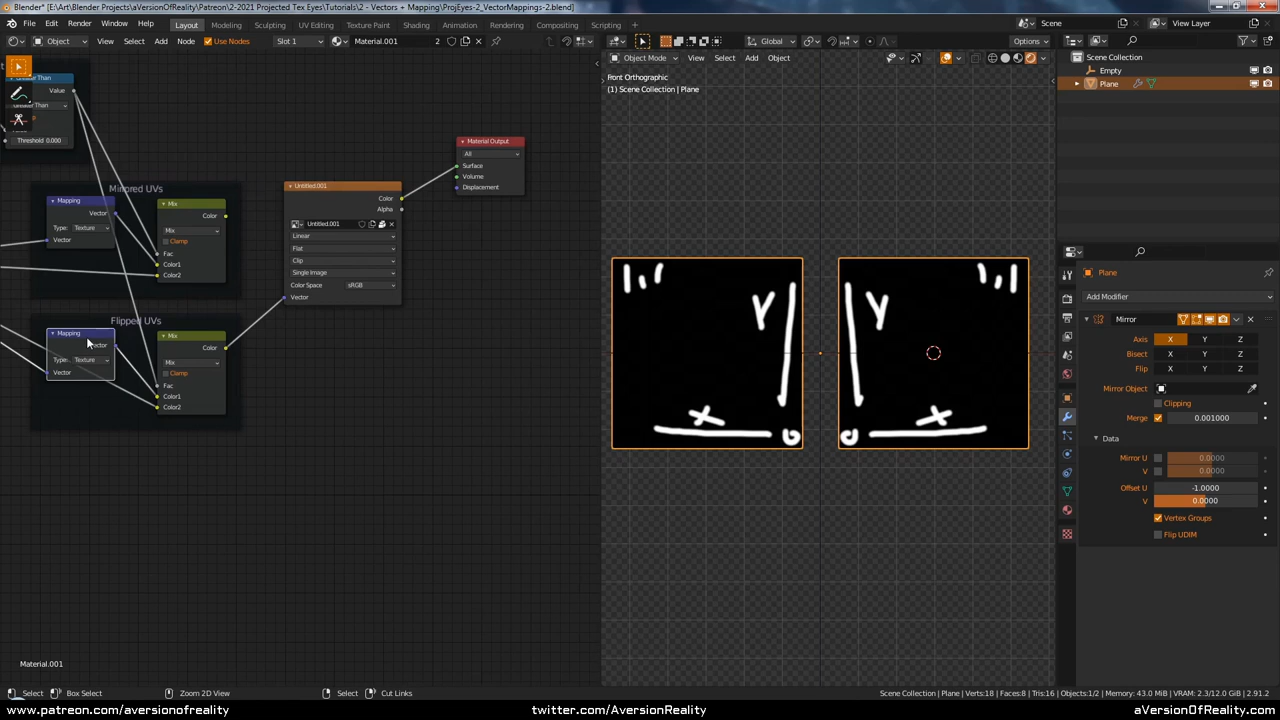 Blender* [E:\Art\Blender Projects\aVersionOfReality\Patreon\2-2021 Projected Tex Eyes\Tutorials\2 - Vectors + Mapping\ProjEyes-2_VectorMappings-2.blend]
File Edit Render Window Help Layout Modeling Sculpting UV Editing Texture Paint Shading Animation Rendering Compositing Scripting Scene View Layer
Object View Select Add Node Use Nodes Slot 1 Material.001 2 Global Options
Object Mode View Select Add Object
Front Orthographic
(1) Scene Collection | Plane
Scene Collection
Empty
Plane
Greater Than
Value
Threshold 0.000
Material Output
All
Surface
Volume
Displacement
Mirrored UVs
Mapping
Vector
Type: Texture
Vector
Mix
Color
Mix
Clamp
Fac
Color1
Color2
Untitled.001
Color
Alpha
Untitled.001
Linear
Flat
Clip
Single Image
Color Space sRGB
Vector
Flipped UVs
Mapping
Vector
Type: Texture
Vector
Mix
Color
Mix
Clamp
Fac
Color1
Color2
Plane
Add Modifier
Mirror
Axis X Y Z
Bisect X Y Z
Flip X Y Z
Mirror Object
Clipping
Merge 0.001000
Data
Mirror U 0.0000
V 0.0000
Offset U -1.0000
V 0.0000
Vertex Groups
Flip UDIM
Material.001
Select Box Select Zoom 2D View Select Cut Links Scene Collection | Plane | Verts:18 | Faces:8 | Tris:16 | Objects:1/2 | Memory: 43.0 MiB | VRAM: 2.3/12.0 GiB | 2.91.2
www.patreon.com/aversionofreality twitter.com/AversionReality aVersionOfReality.com